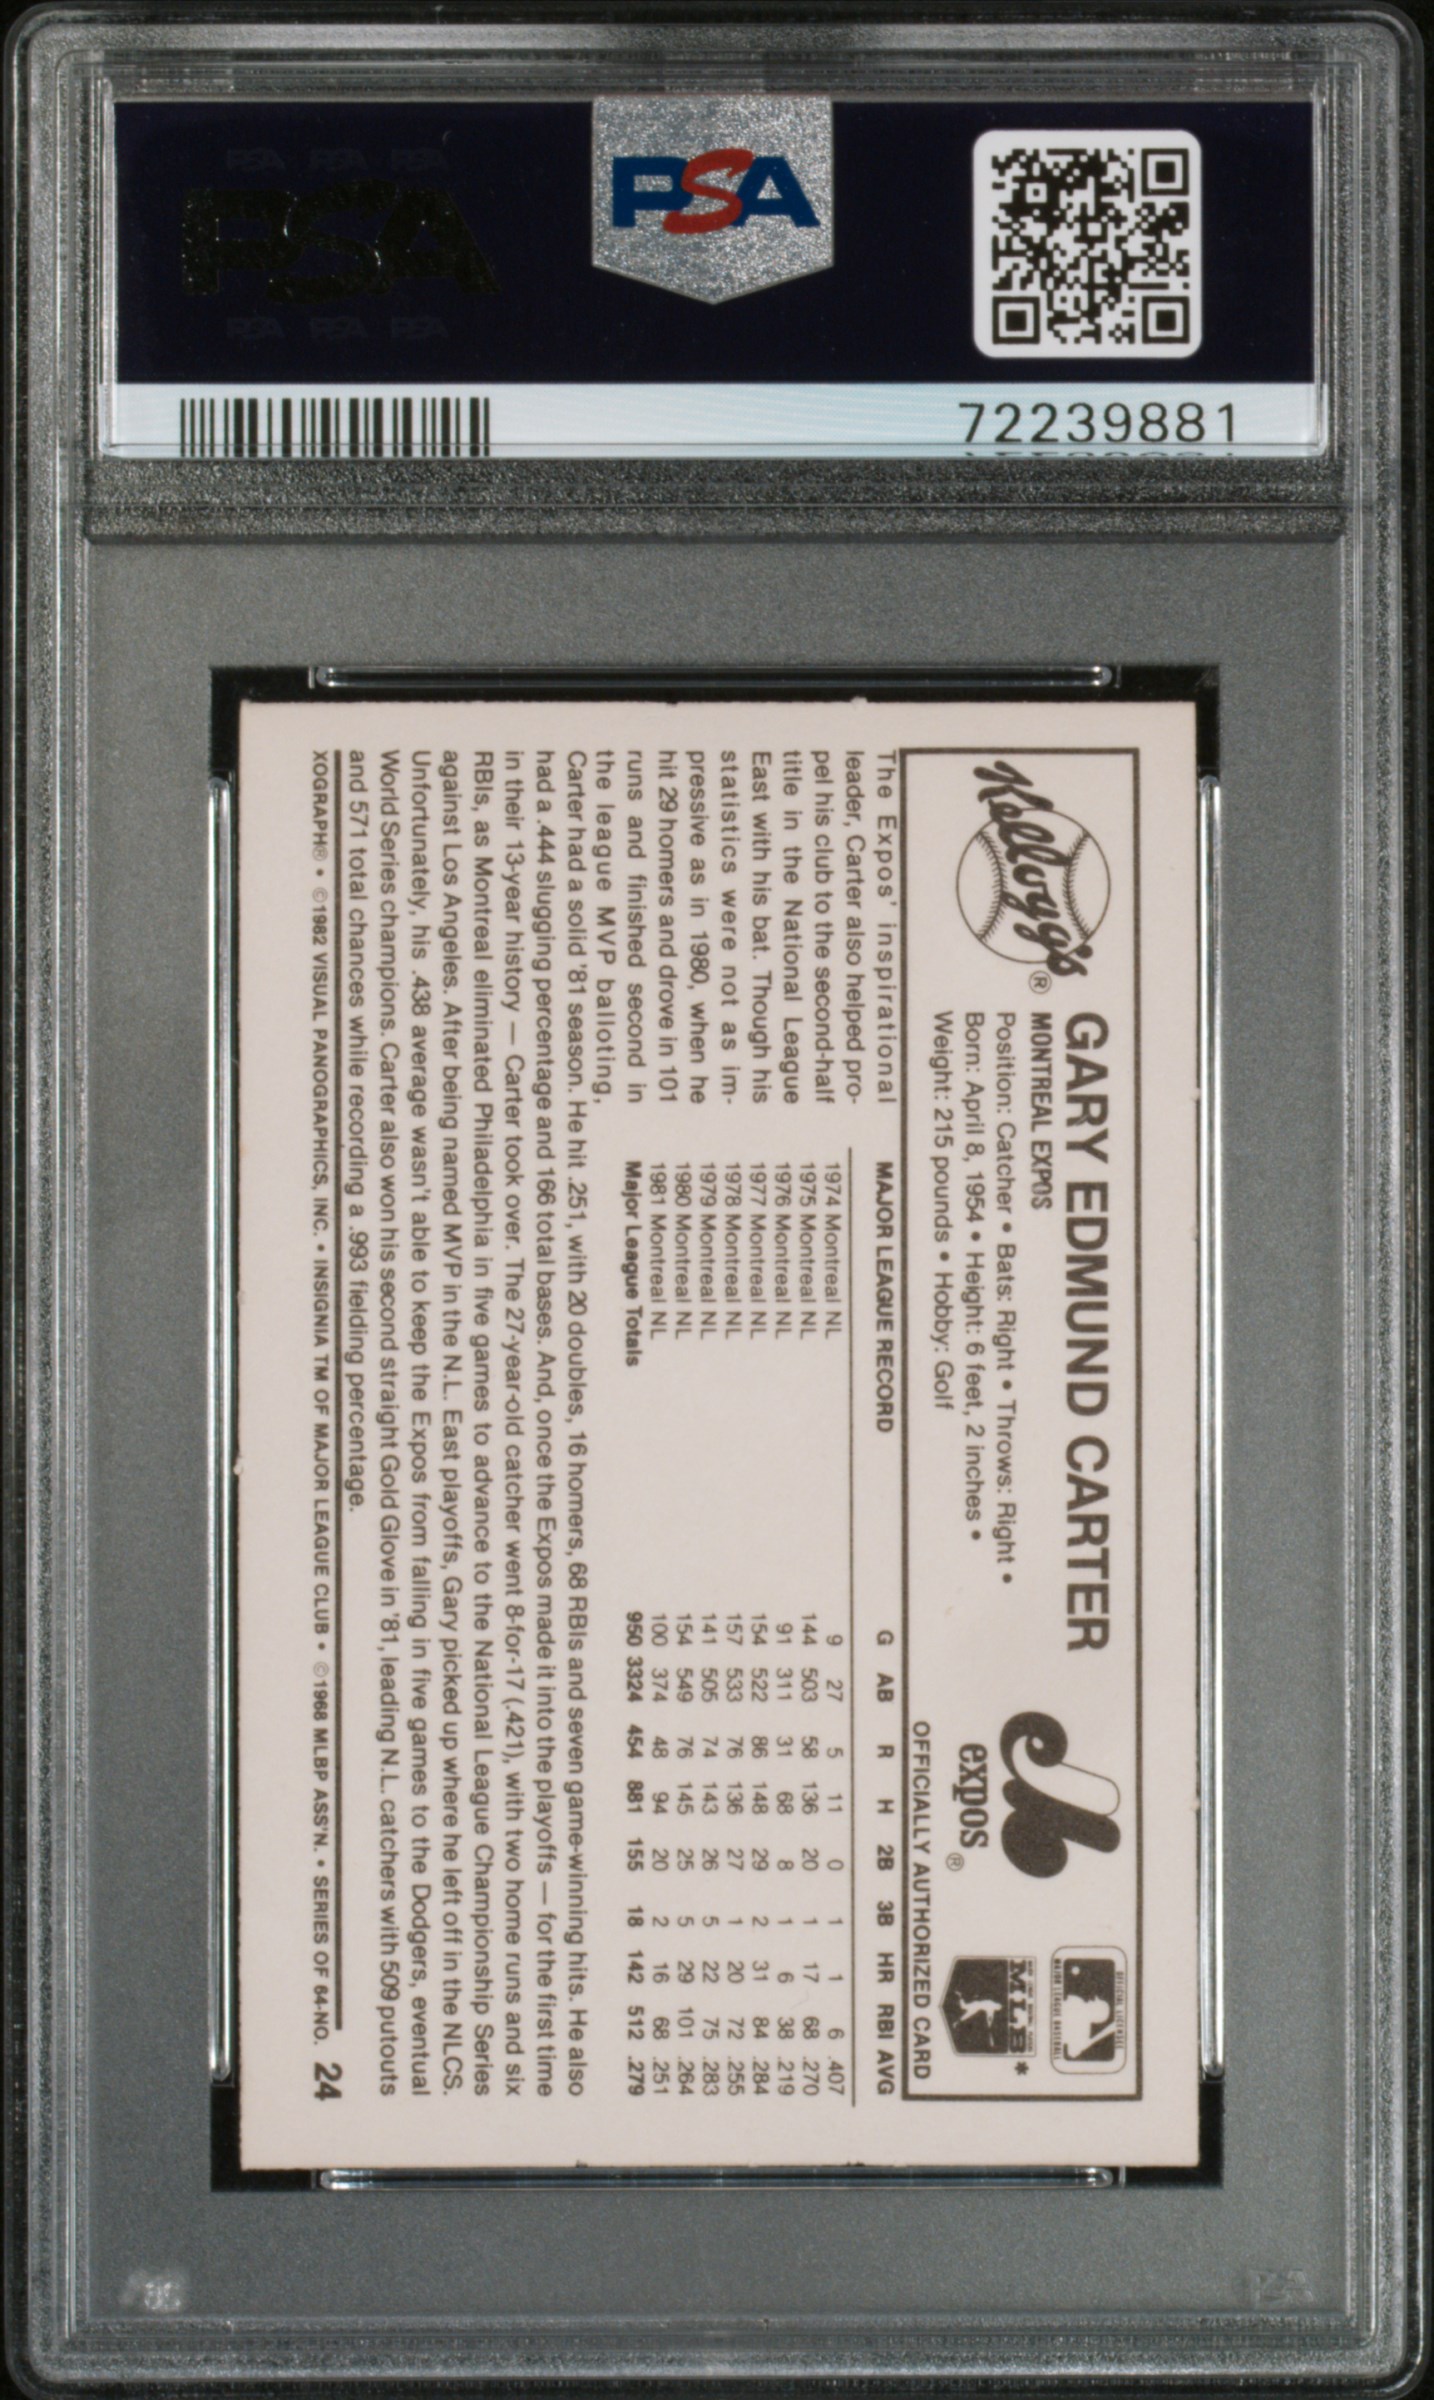 PSA PSA PSA
PSA
PSA PSA PSA
PSA
72239881
Kellogg's®
GARY EDMUND CARTER
MONTREAL EXPOS
Position: Catcher • Bats: Right • Throws: Right •
Born: April 8, 1954 • Height: 6 feet, 2 inches •
Weight: 215 pounds • Hobby: Golf
expos®
OFFICIALLY AUTHORIZED CARD
OFFICIAL LICENSEE
MAJOR LEAGUE BASEBALL
MLB*
The Expos' inspirational
leader, Carter also helped pro-
pel his club to the second-half
title in the National League
East with his bat. Though his
statistics were not as im-
pressive as in 1980, when he
hit 29 homers and drove in 101
runs and finished second in
the league MVP balloting,
MAJOR LEAGUE RECORD G AB R H 2B 3B HR RBI AVG
1974 Montreal NL 9 27 5 11 0 1 1 6 .407
1975 Montreal NL 144 503 58 136 20 1 17 68 .270
1976 Montreal NL 91 311 31 68 8 1 6 38 .219
1977 Montreal NL 154 522 86 148 29 2 31 84 .284
1978 Montreal NL 157 533 76 136 27 1 20 72 .255
1979 Montreal NL 141 505 74 143 26 5 22 75 .283
1980 Montreal NL 154 549 76 145 25 5 29 101 .264
1981 Montreal NL 100 374 48 94 20 2 16 68 .251
Major League Totals 950 3324 454 881 155 18 142 512 .279
Carter had a solid '81 season. He hit .251, with 20 doubles, 16 homers, 68 RBIs and seven game-winning hits. He also
had a .444 slugging percentage and 166 total bases. And, once the Expos made it into the playoffs — for the first time
in their 13-year history — Carter took over. The 27-year-old catcher went 8-for-17 (.421), with two home runs and six
RBIs, as Montreal eliminated Philadelphia in five games to advance to the National League Championship Series
against Los Angeles. After being named MVP in the N.L. East playoffs, Gary picked up where he left off in the NLCS.
Unfortunately, his .438 average wasn't able to keep the Expos from falling in five games to the Dodgers, eventual
World Series champions. Carter also won his second straight Gold Glove in '81, leading N.L. catchers with 509 putouts
and 571 total chances while recording a .993 fielding percentage.
XOGRAPH® • ©1982 VISUAL PANOGRAPHICS, INC. • INSIGNIA TM OF MAJOR LEAGUE CLUB • ©1968 MLBP ASS'N. • SERIES OF 64-NO. 24